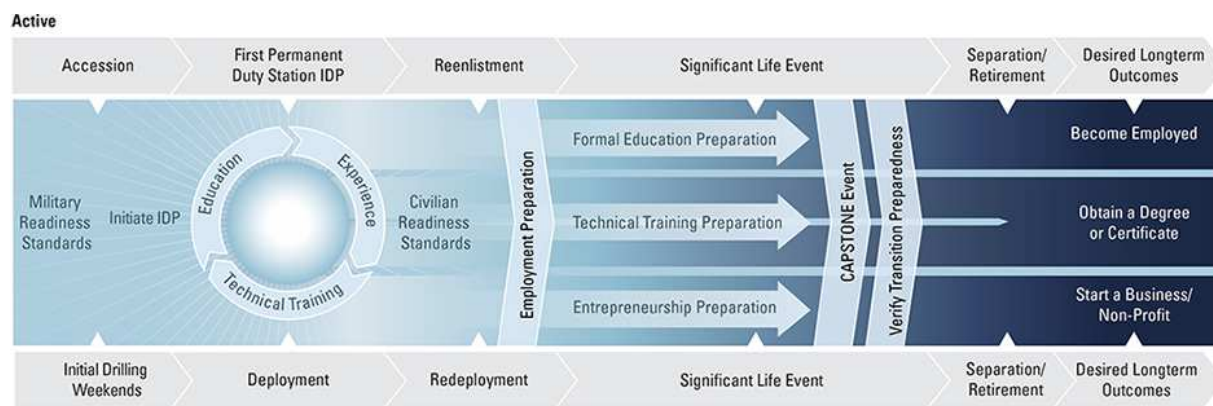 Active
Accession
First Permanent
Duty Station IDP
Reenlistment
Significant Life Event
Separation/
Retirement
Desired Longterm
Outcomes
Military
Readiness
Standards
Initiate IDP
Education
Experience
Technical Training
Civilian
Readiness
Standards
Employment Preparation
Formal Education Preparation
Technical Training Preparation
Entrepreneurship Preparation
CAPSTONE Event
Verify Transition Preparedness
Become Employed
Obtain a Degree
or Certificate
Start a Business/
Non-Profit
Initial Drilling
Weekends
Deployment
Redeployment
Significant Life Event
Separation/
Retirement
Desired Longterm
Outcomes